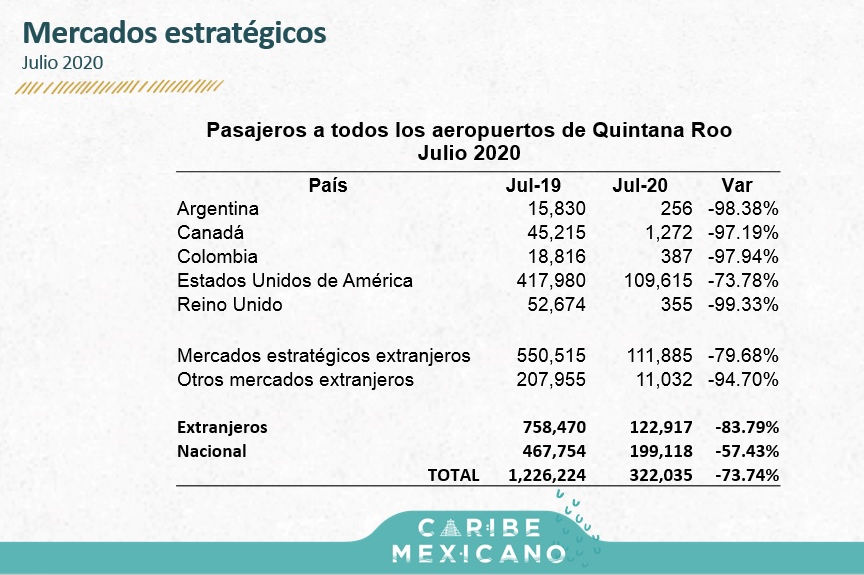 Mercados estratégicos
Julio 2020
Pasajeros a todos los aeropuertos de Quintana Roo
Julio 2020
País Jul-19 Jul-20 Var
Argentina 15,830 256 -98.38%
Canadá 45,215 1,272 -97.19%
Colombia 18,816 387 -97.94%
Estados Unidos de América 417,980 109,615 -73.78%
Reino Unido 52,674 355 -99.33%
Mercados estratégicos extranjeros 550,515 111,885 -79.68%
Otros mercados extranjeros 207,955 11,032 -94.70%
Extranjeros 758,470 122,917 -83.79%
Nacional 467,754 199,118 -57.43%
TOTAL 1,226,224 322,035 -73.74%
CARIBE
MEXICANO